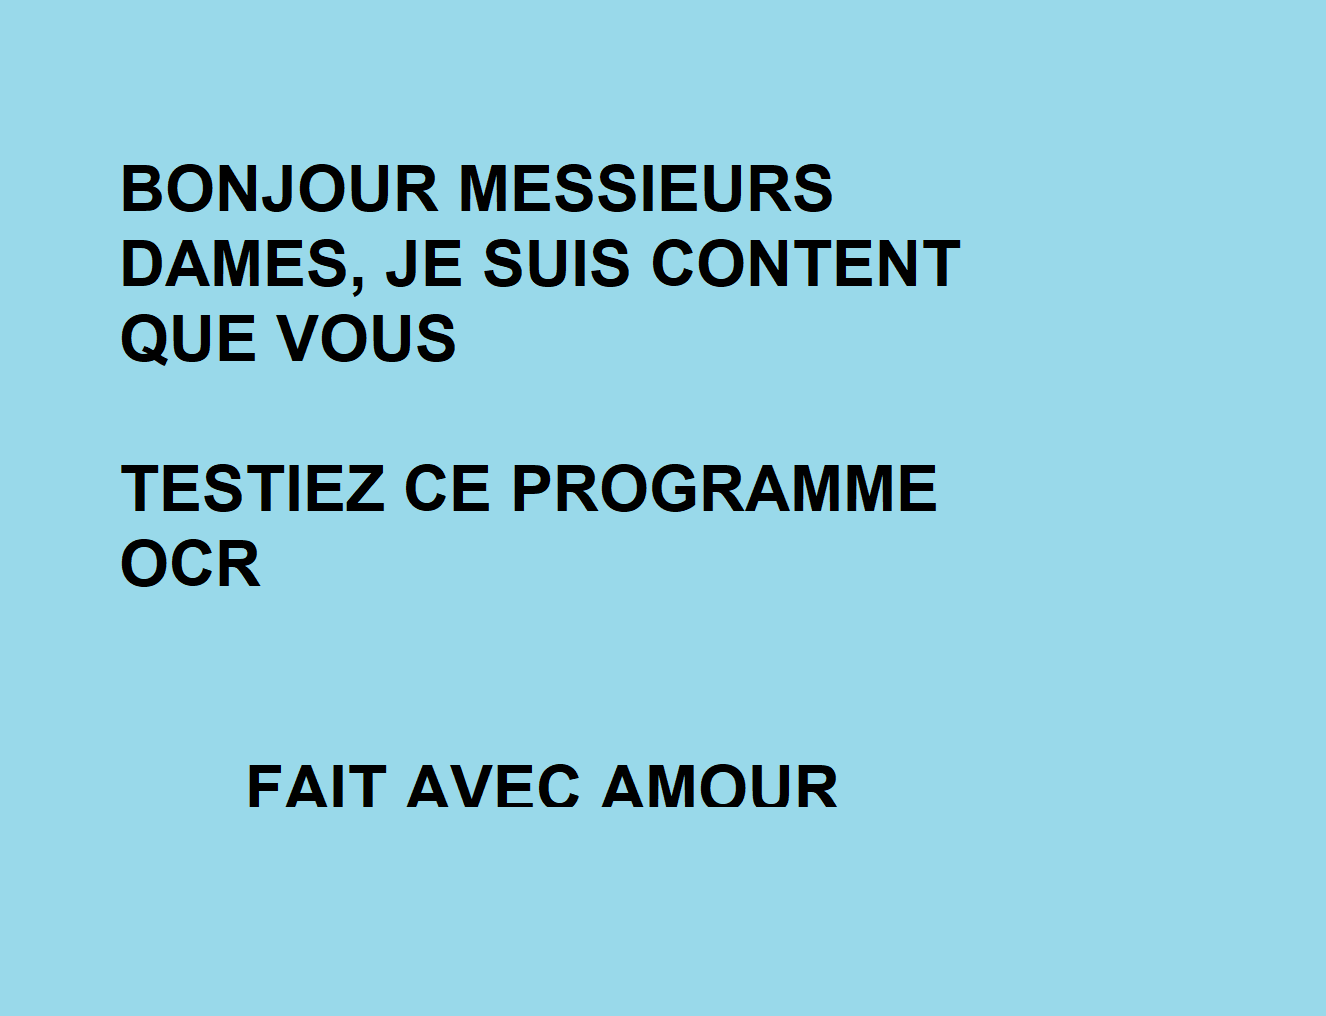 BONJOUR MESSIEURS
DAMES, JE SUIS CONTENT
QUE VOUS
TESTIEZ CE PROGRAMME
OCR
FAIT AVEC AMOUR